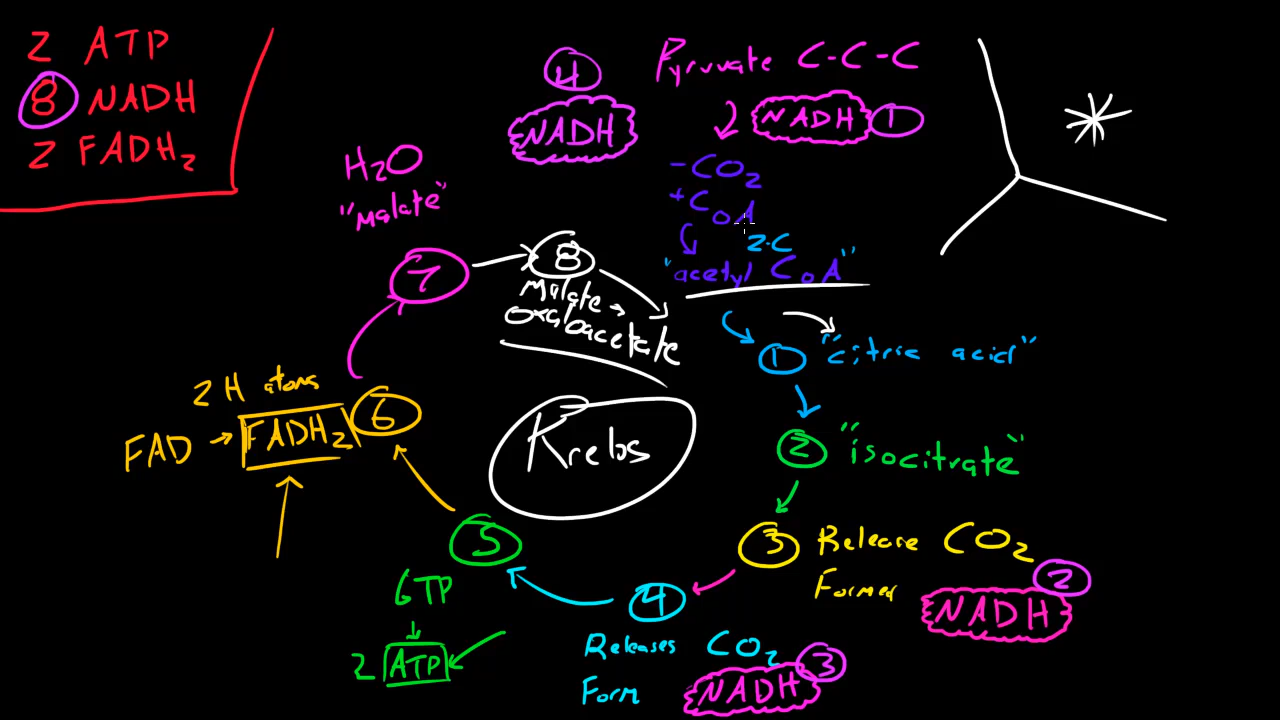 2 ATP
8 NADH
2 FADH2
4
NADH
Pyruvate C-C-C
NADH 1
-CO2
+CoA
2·C
"acetyl CoA"
H2O
"Malate"
7
8
Malate →
oxaloacetate
1 "citric acid"
2 "isocitrate"
3 Release CO2
Formed
NADH 2
4
Releases CO2
Form NADH 3
5
GTP
2 ATP
2 H atoms
FAD → FADH2 6
Krebs